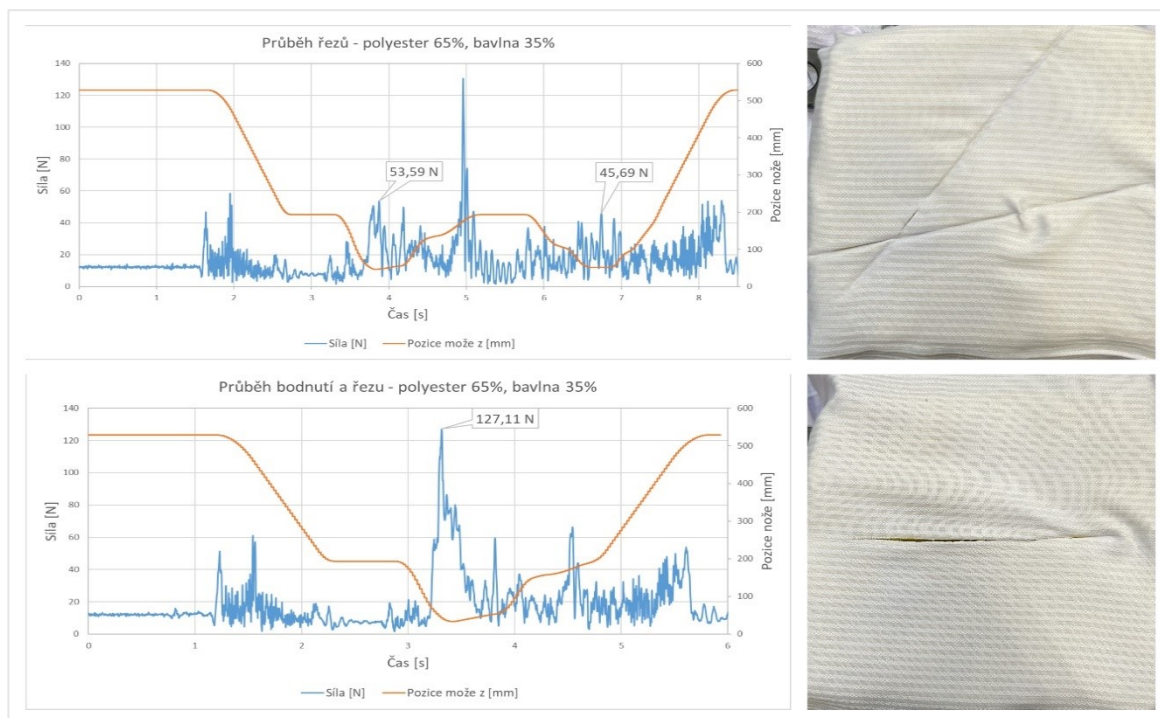 Průběh řezů - polyester 65%, bavlna 35%
140
120
100
80
60
40
20
0
Síla [N]
53,59 N
45,69 N
600
500
400
300
200
100
0
Pozice nože [mm]
0 1 2 3 4 5 6 7 8
Čas [s]
Síla [N] Pozice može z [mm]
Průběh bodnutí a řezu - polyester 65%, bavlna 35%
140
120
100
80
60
40
20
0
Síla [N]
127,11 N
600
500
400
300
200
100
0
Pozice nože [mm]
0 1 2 3 4 5 6
Čas [s]
Síla [N] Pozice može z [mm]